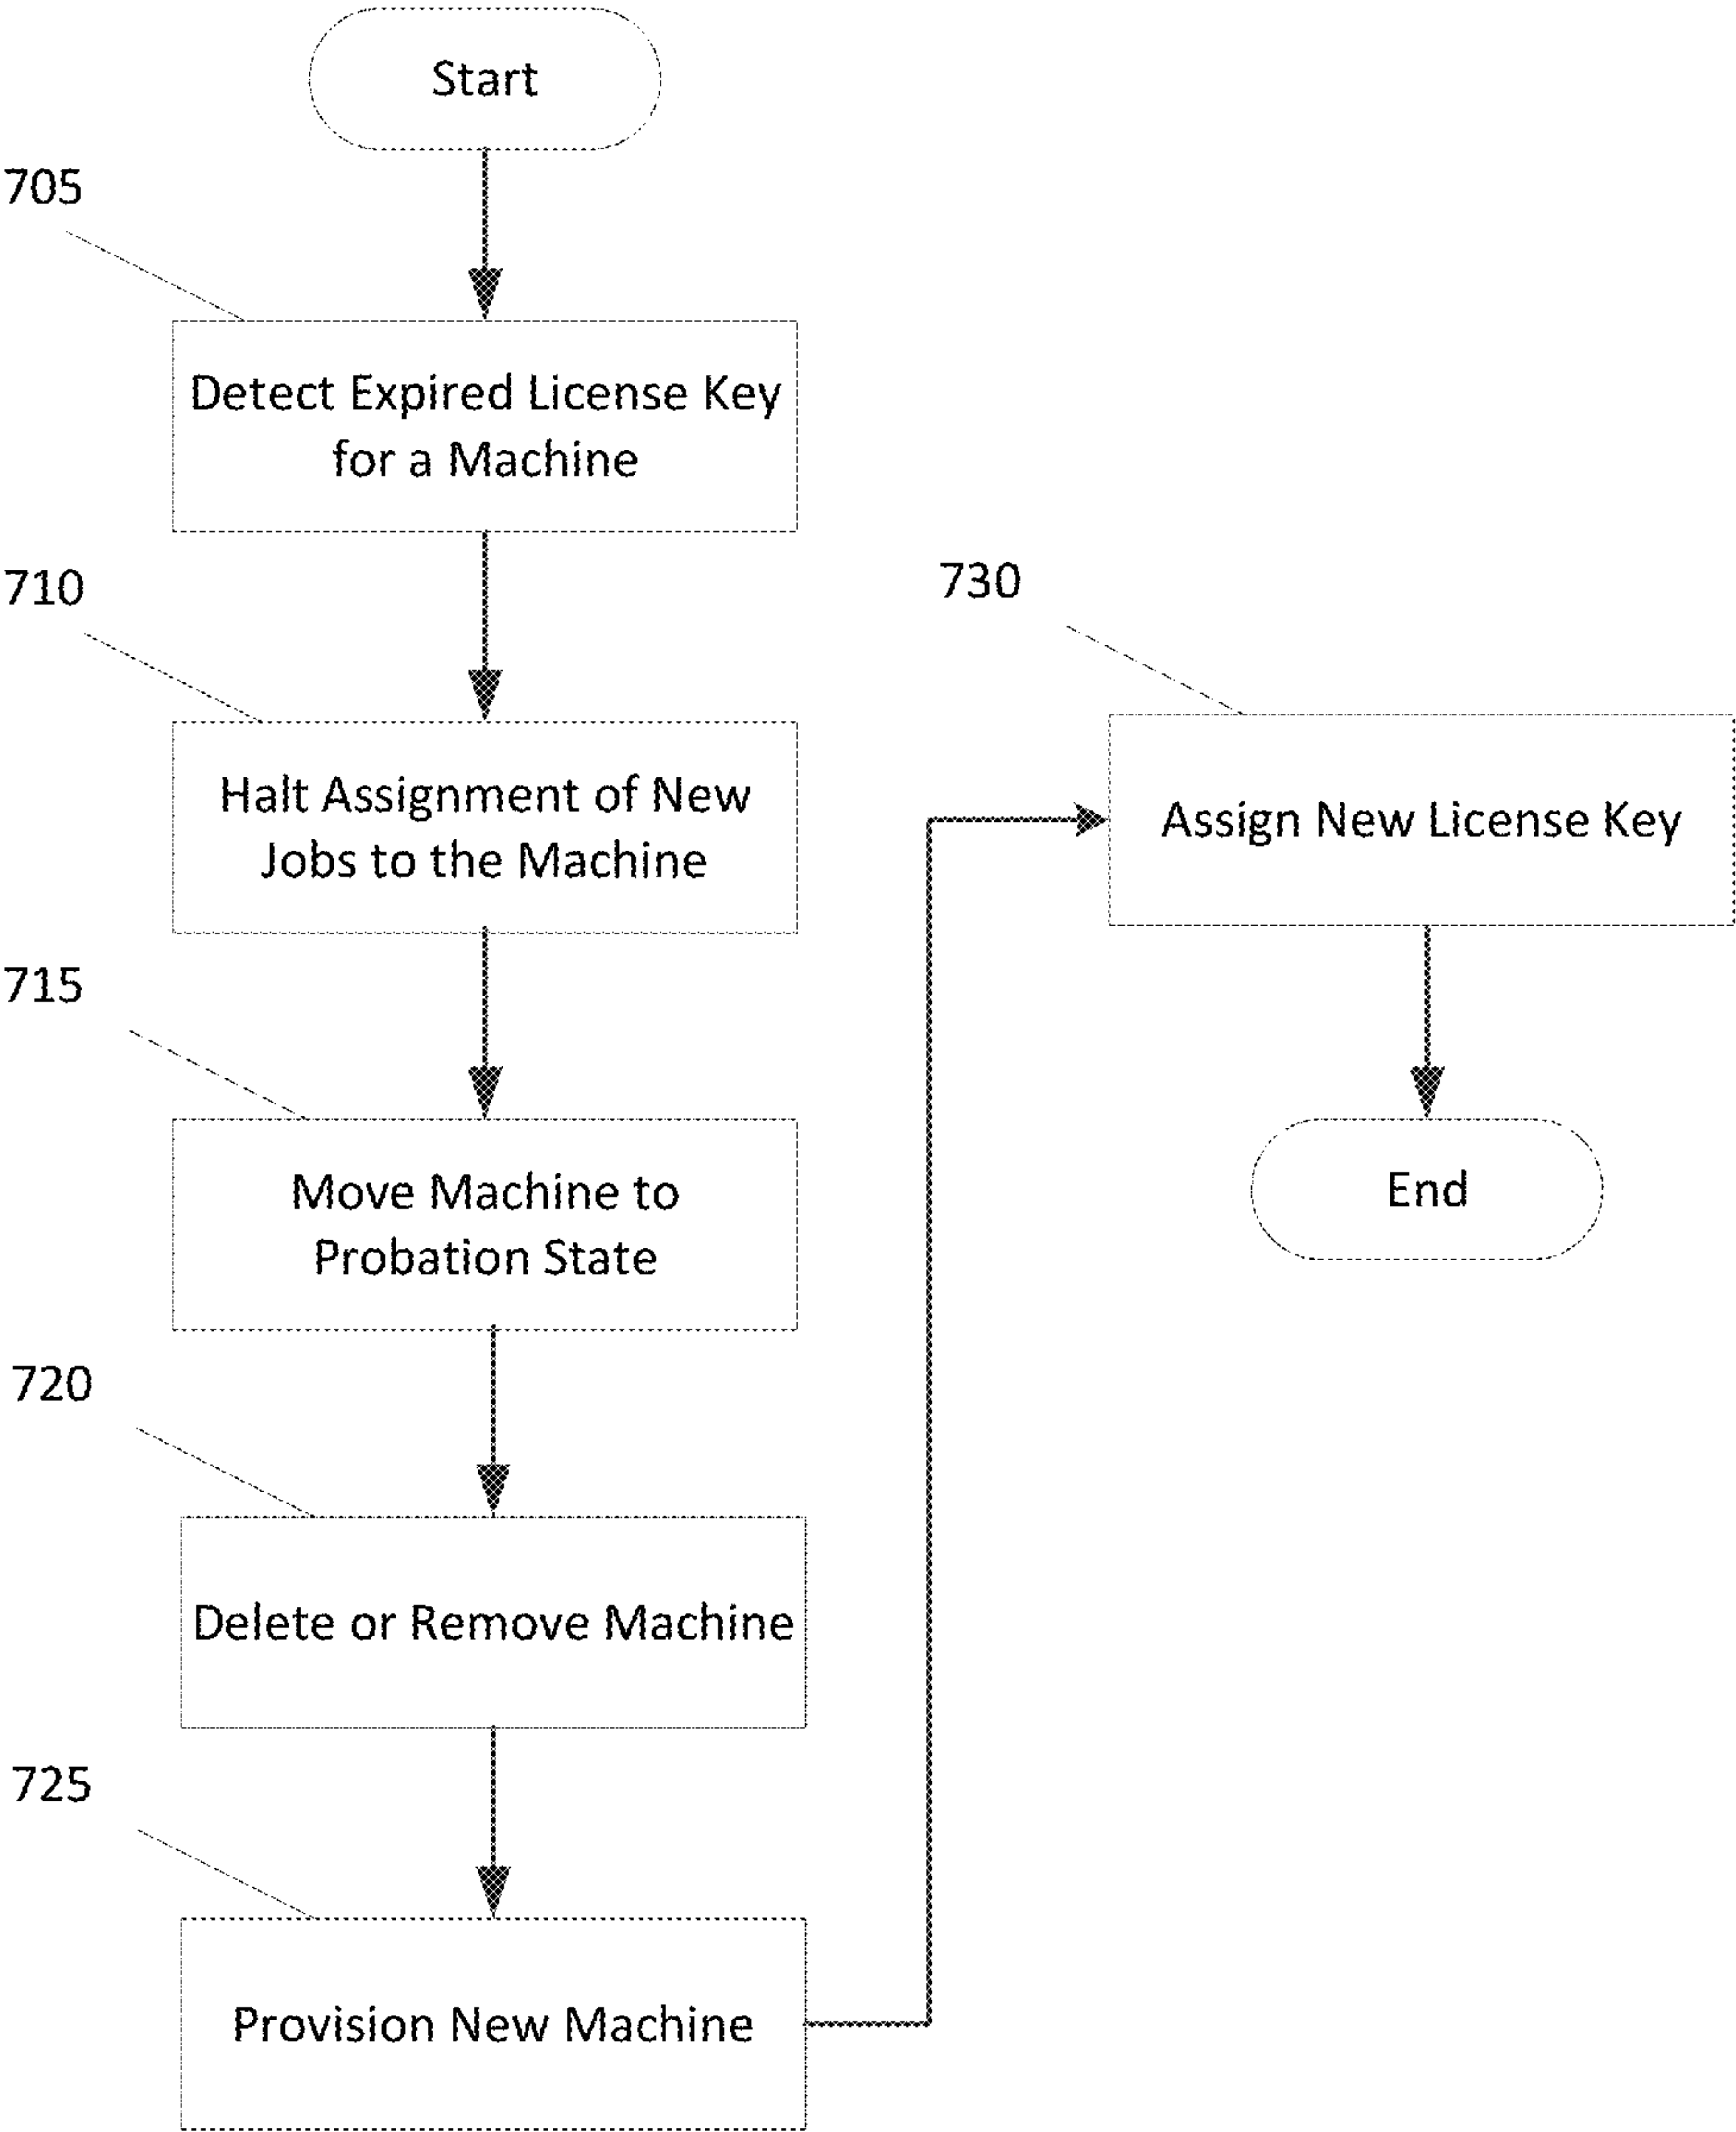 Start
705
Detect Expired License Key
for a Machine
710
Halt Assignment of New
Jobs to the Machine
715
Move Machine to
Probation State
720
Delete or Remove Machine
725
Provision New Machine
730
Assign New License Key
End